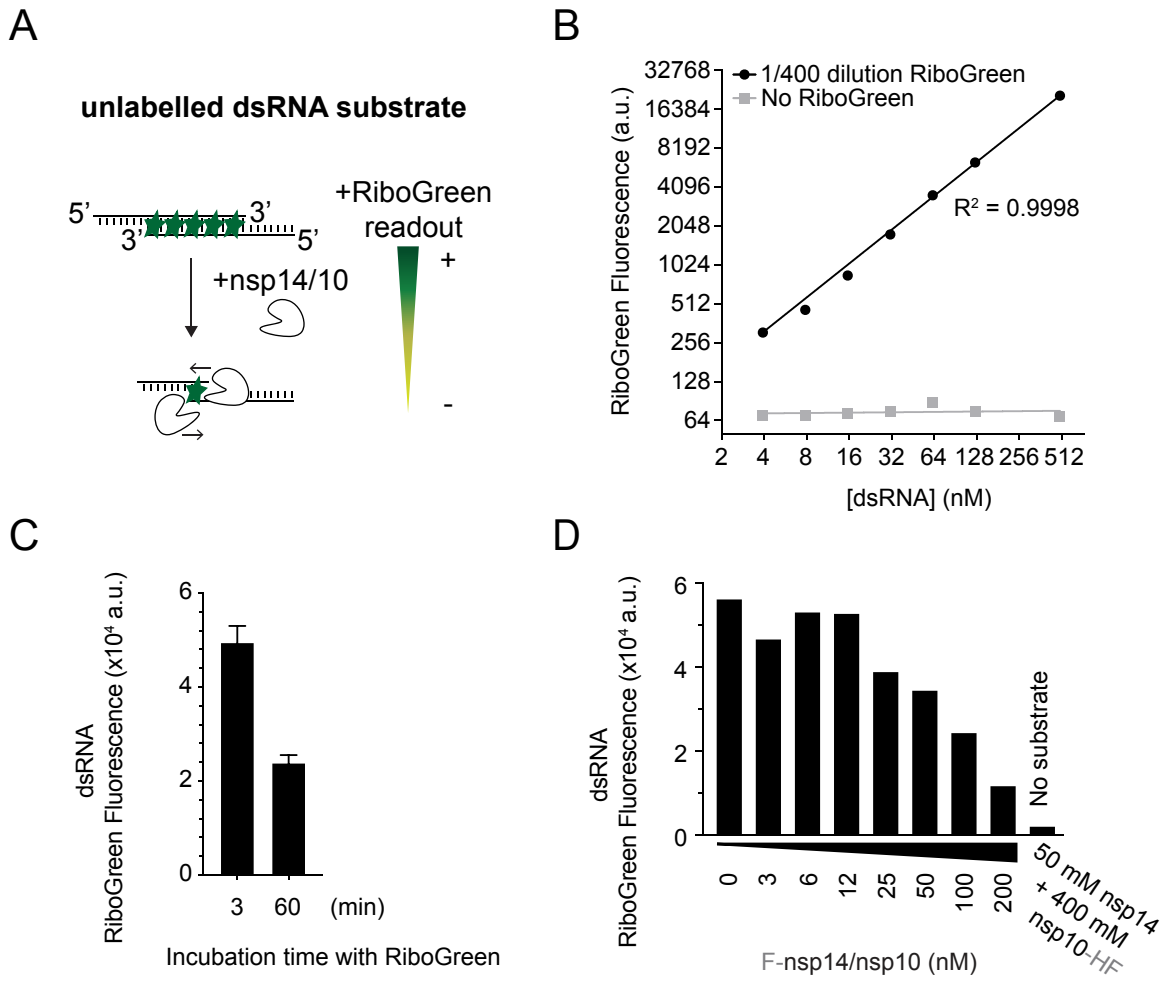 A
unlabelled dsRNA substrate
5’
3’
3’
5’
+RiboGreen
readout
+
-
+nsp14/10
B
RiboGreen Fluorescence (a.u.)
32768
16384
8192
4096
2048
1024
512
256
128
64
1/400 dilution RiboGreen
No RiboGreen
R² = 0.9998
2 4 8 16 32 64 128 256 512
[dsRNA] (nM)
C
dsRNA
RiboGreen Fluorescence (x10⁴ a.u.)
6
4
2
0
3 60 (min)
Incubation time with RiboGreen
D
dsRNA
RiboGreen Fluorescence (x10⁴ a.u.)
6
4
2
0
No substrate
0 3 6 12 25 50 100 200
50 mM nsp14
+ 400 mM
nsp10-HF
F-nsp14/nsp10 (nM)